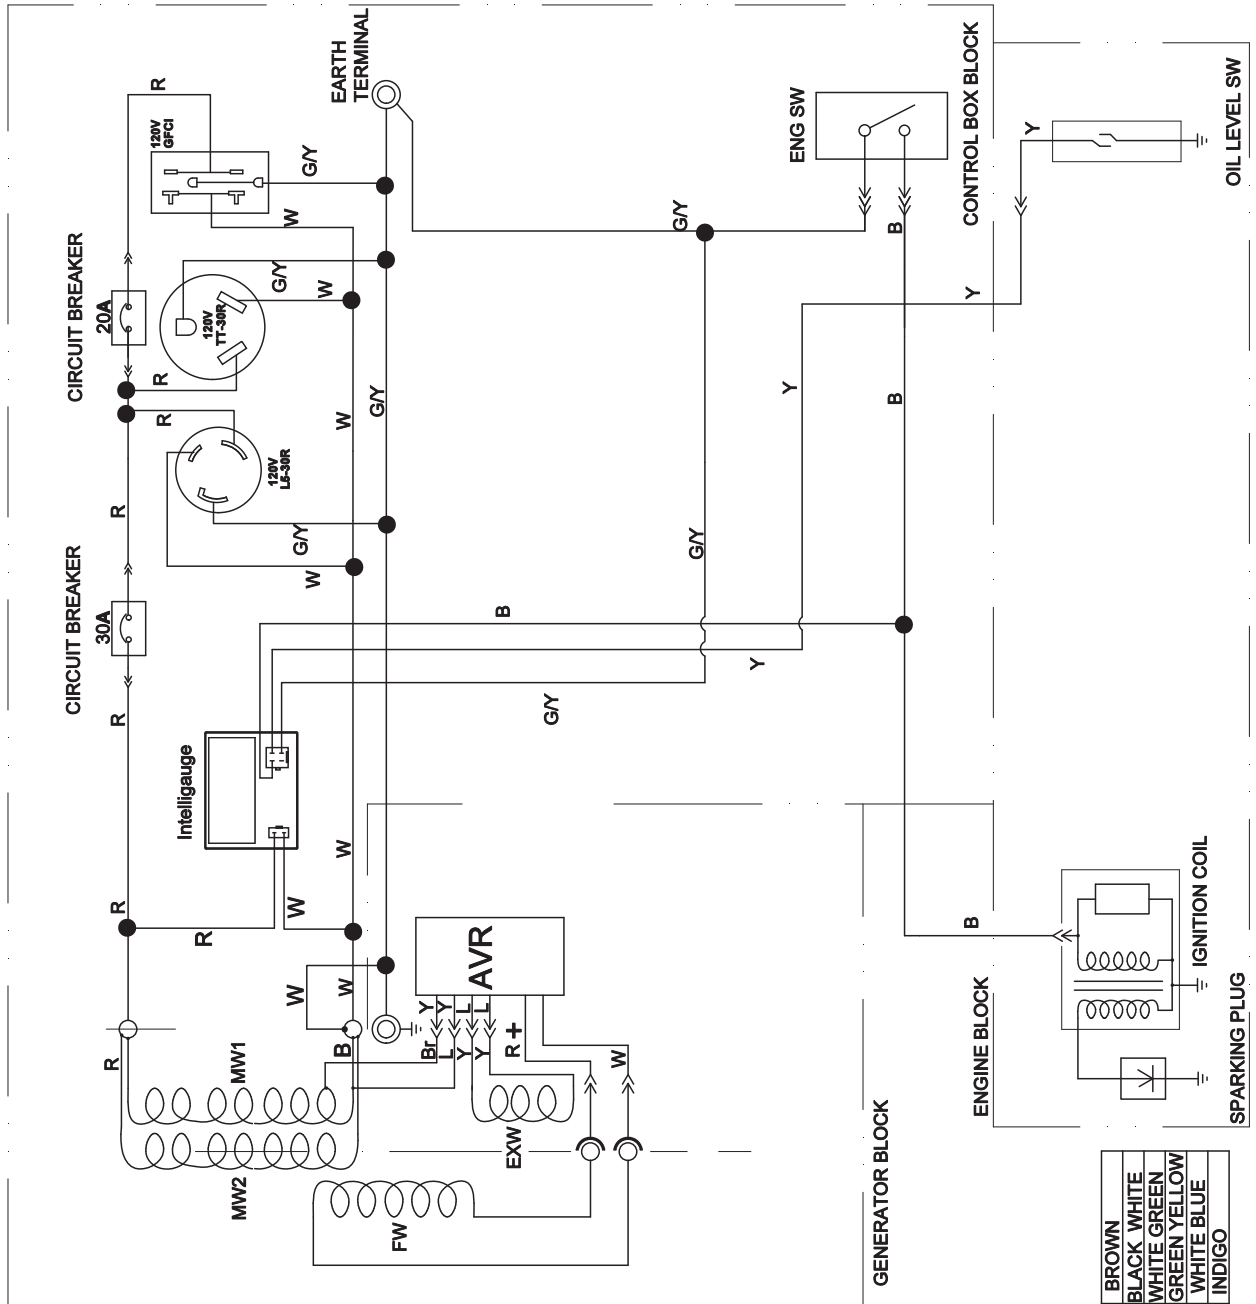 CIRCUIT BREAKER
30A
CIRCUIT BREAKER
20A
120V
GFCI
120V
TT-30R
120V
L5-30R
EARTH
TERMINAL
Intelligauge
ENG SW
CONTROL BOX BLOCK
OIL LEVEL SW
MW1
MW2
EXW
FW
AVR
GENERATOR BLOCK
ENGINE BLOCK
IGNITION COIL
SPARKING PLUG
R
R
R
R
R
R
R
R
W
W
W
W
W
W
W
W
W
G/Y
G/Y
G/Y
G/Y
G/Y
G/Y
G/Y
B
B
B
B
B
Y
Y
Y
Y
Y
Y
L
L
Br
L
Y
Y
R
+
W
BROWN
BLACK WHITE
WHITE GREEN
GREEN YELLOW
WHITE BLUE
INDIGO